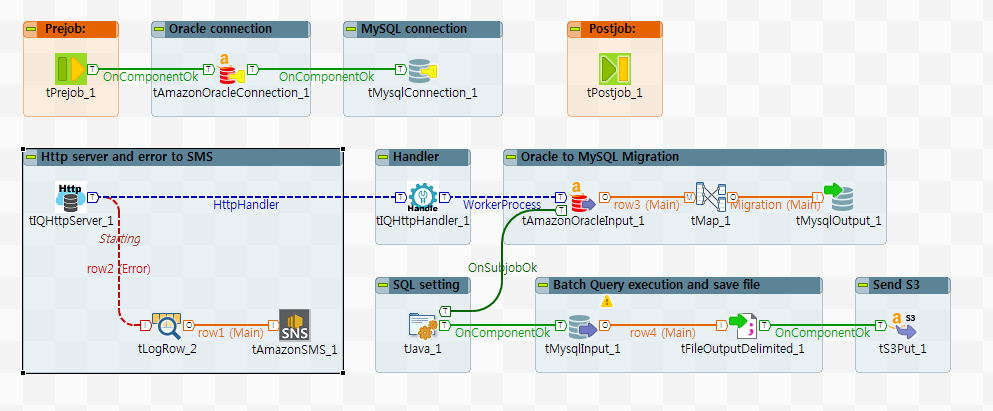 Prejob:
Oracle connection
MySQL connection
Postjob:
a
T
OnComponentOk
T
T
OnComponentOk
T
T
tPrejob_1
tAmazonOracleConnection_1
tMysqlConnection_1
tPostjob_1
Http server and error to SMS
Handler
Oracle to MySQL Migration
Http
T
HttpHandler
T
Handle
T
WorkerProcess
T
a
O
row3 (Main)
M
O
Migration (Main)
I
T
tIQHttpServer_1
tIQHttpHandler_1
tAmazonOracleInput_1
tMap_1
tMysqlOutput_1
Starting
row2 (Error)
OnSubjobOk
SQL setting
Batch Query execution and save file
Send S3
T
T
OnComponentOk
T
O
row4 (Main)
I
T
OnComponentOk
T
a S3
tJava_1
tMysqlInput_1
tFileOutputDelimited_1
tS3Put_1
I
O
row1 (Main)
I
SNS
tLogRow_2
tAmazonSMS_1